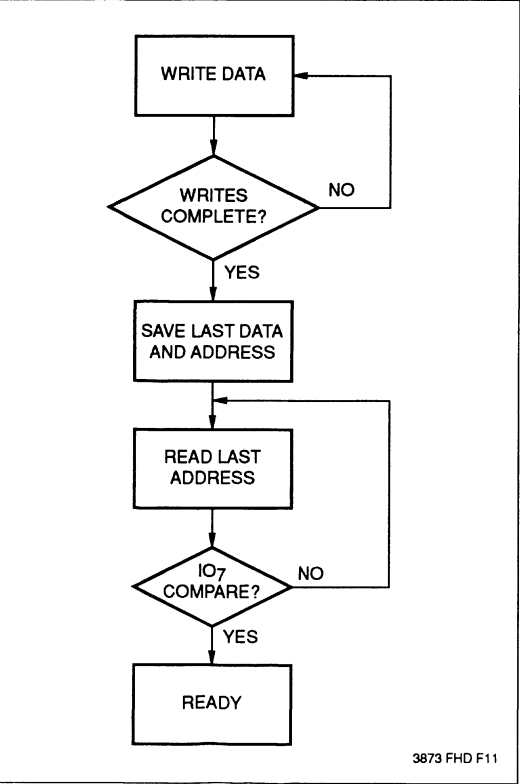 WRITE DATA
WRITES
COMPLETE?
NO
YES
SAVE LAST DATA
AND ADDRESS
READ LAST
ADDRESS
IO7
COMPARE?
NO
YES
READY
3873 FHD F11